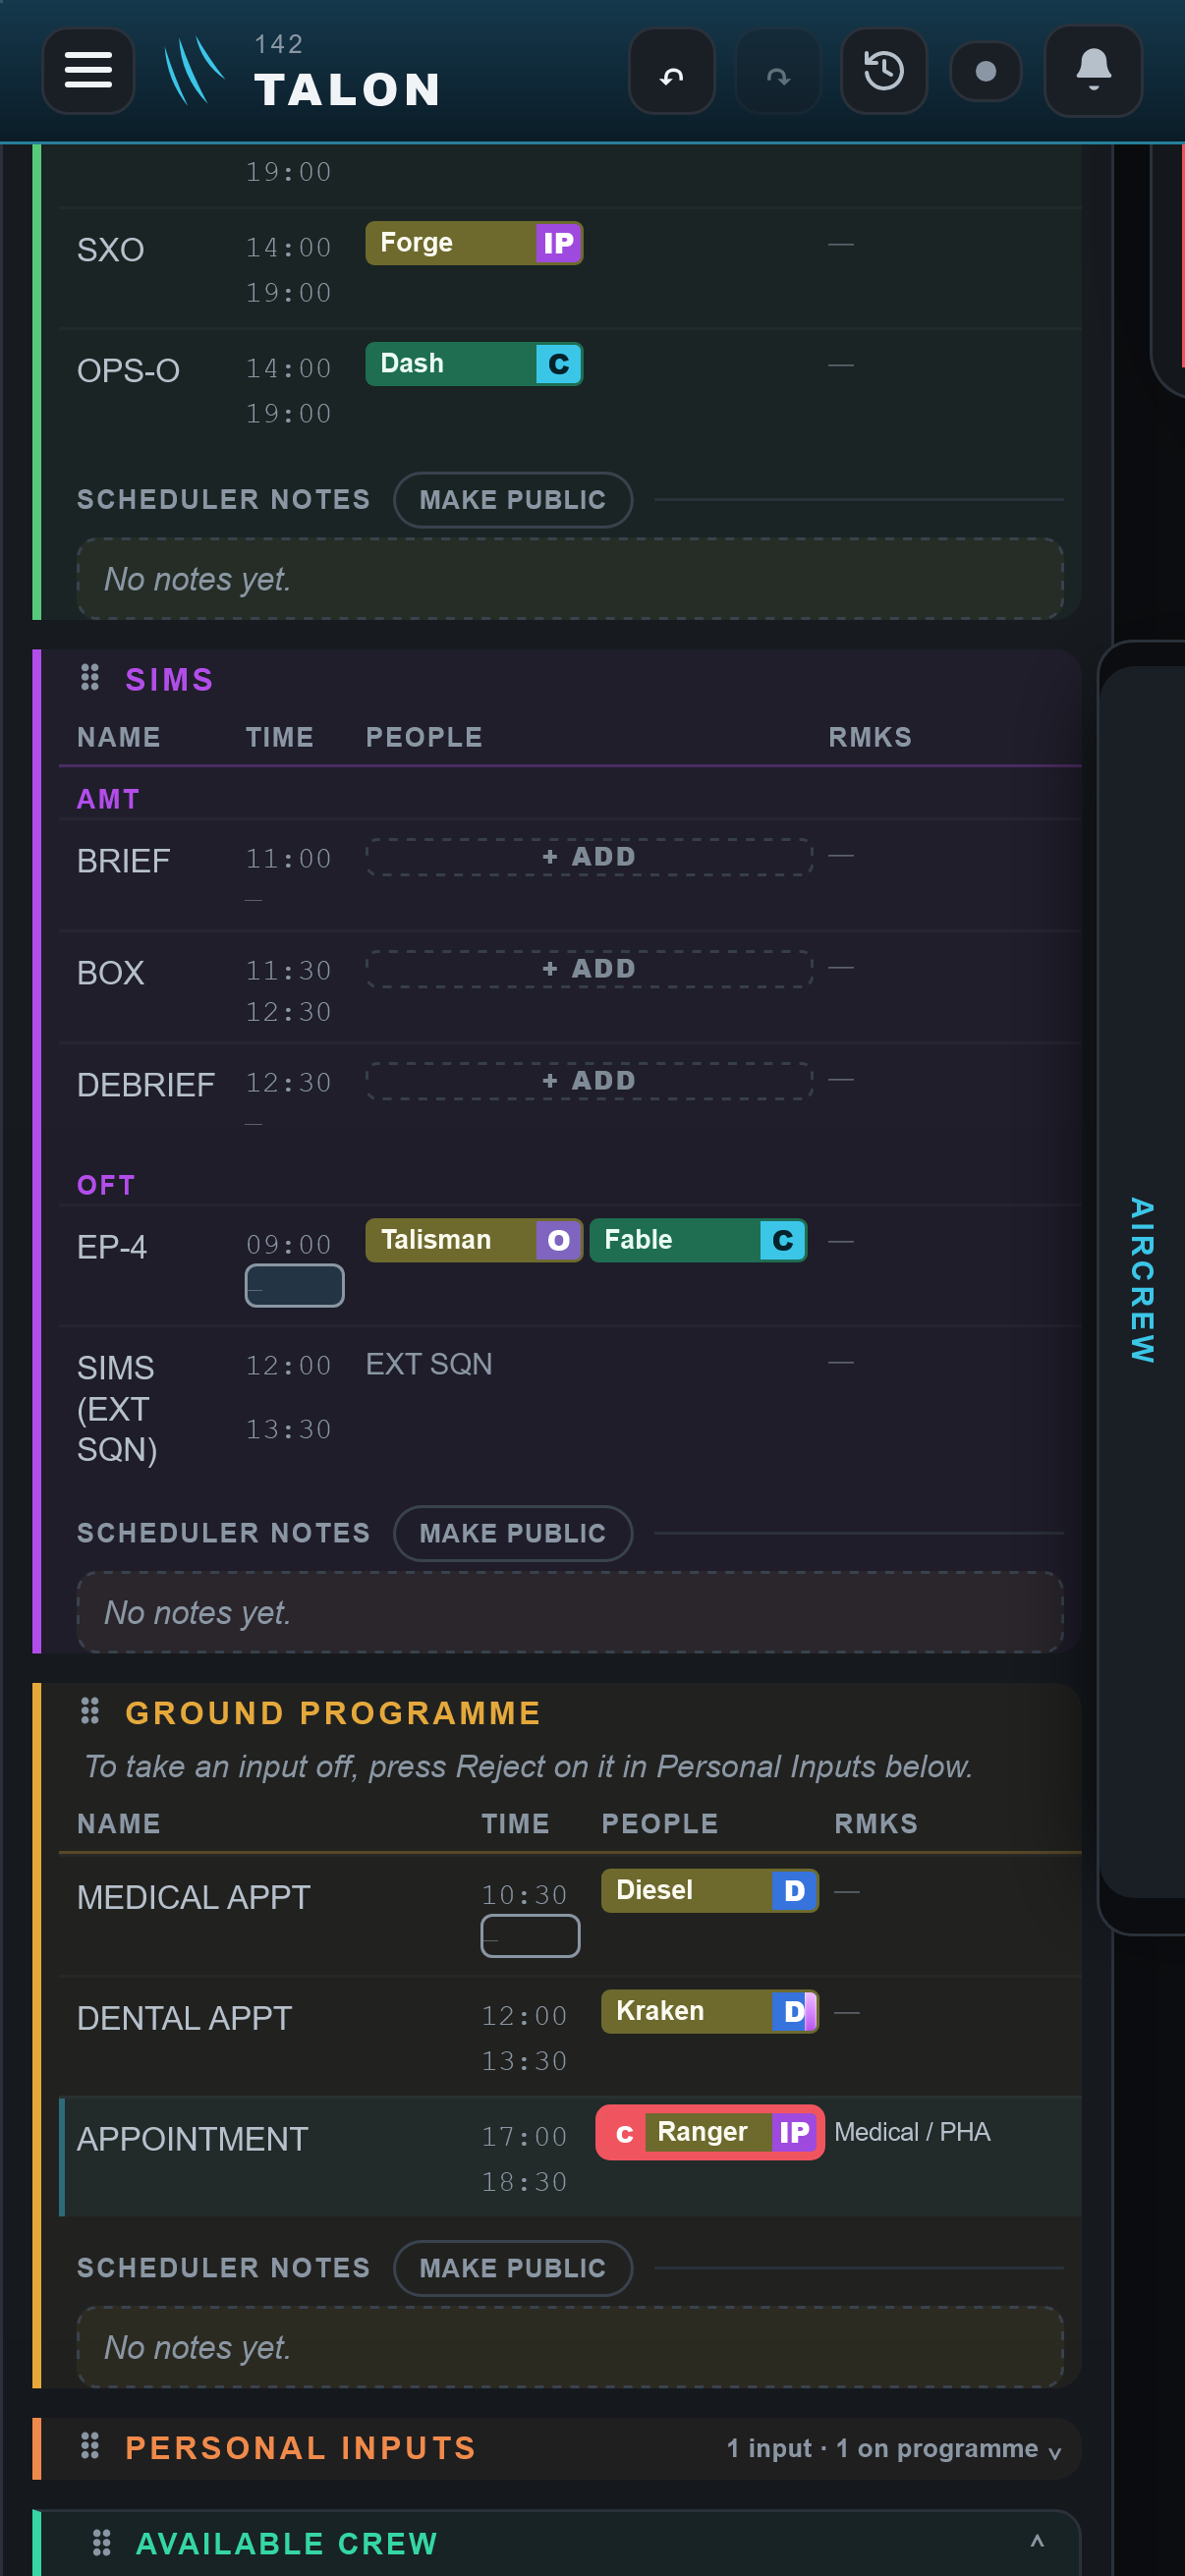 142
TALON
19:00
SXO 14:00 Forge IP —
19:00
OPS-O 14:00 Dash C —
19:00
SCHEDULER NOTES MAKE PUBLIC
No notes yet.
SIMS
NAME TIME PEOPLE RMKS
AMT
BRIEF 11:00 + ADD —
—
BOX 11:30 + ADD —
12:30
DEBRIEF 12:30 + ADD —
—
OFT
EP-4 09:00 Talisman O Fable C —
—
SIMS 12:00 EXT SQN —
(EXT
13:30
SQN)
SCHEDULER NOTES MAKE PUBLIC
No notes yet.
GROUND PROGRAMME
To take an input off, press Reject on it in Personal Inputs below.
NAME TIME PEOPLE RMKS
MEDICAL APPT 10:30 Diesel D —
—
DENTAL APPT 12:00 Kraken D —
13:30
APPOINTMENT 17:00 C Ranger IP Medical / PHA
18:30
SCHEDULER NOTES MAKE PUBLIC
No notes yet.
PERSONAL INPUTS 1 input · 1 on programme
AVAILABLE CREW
AIRCREW